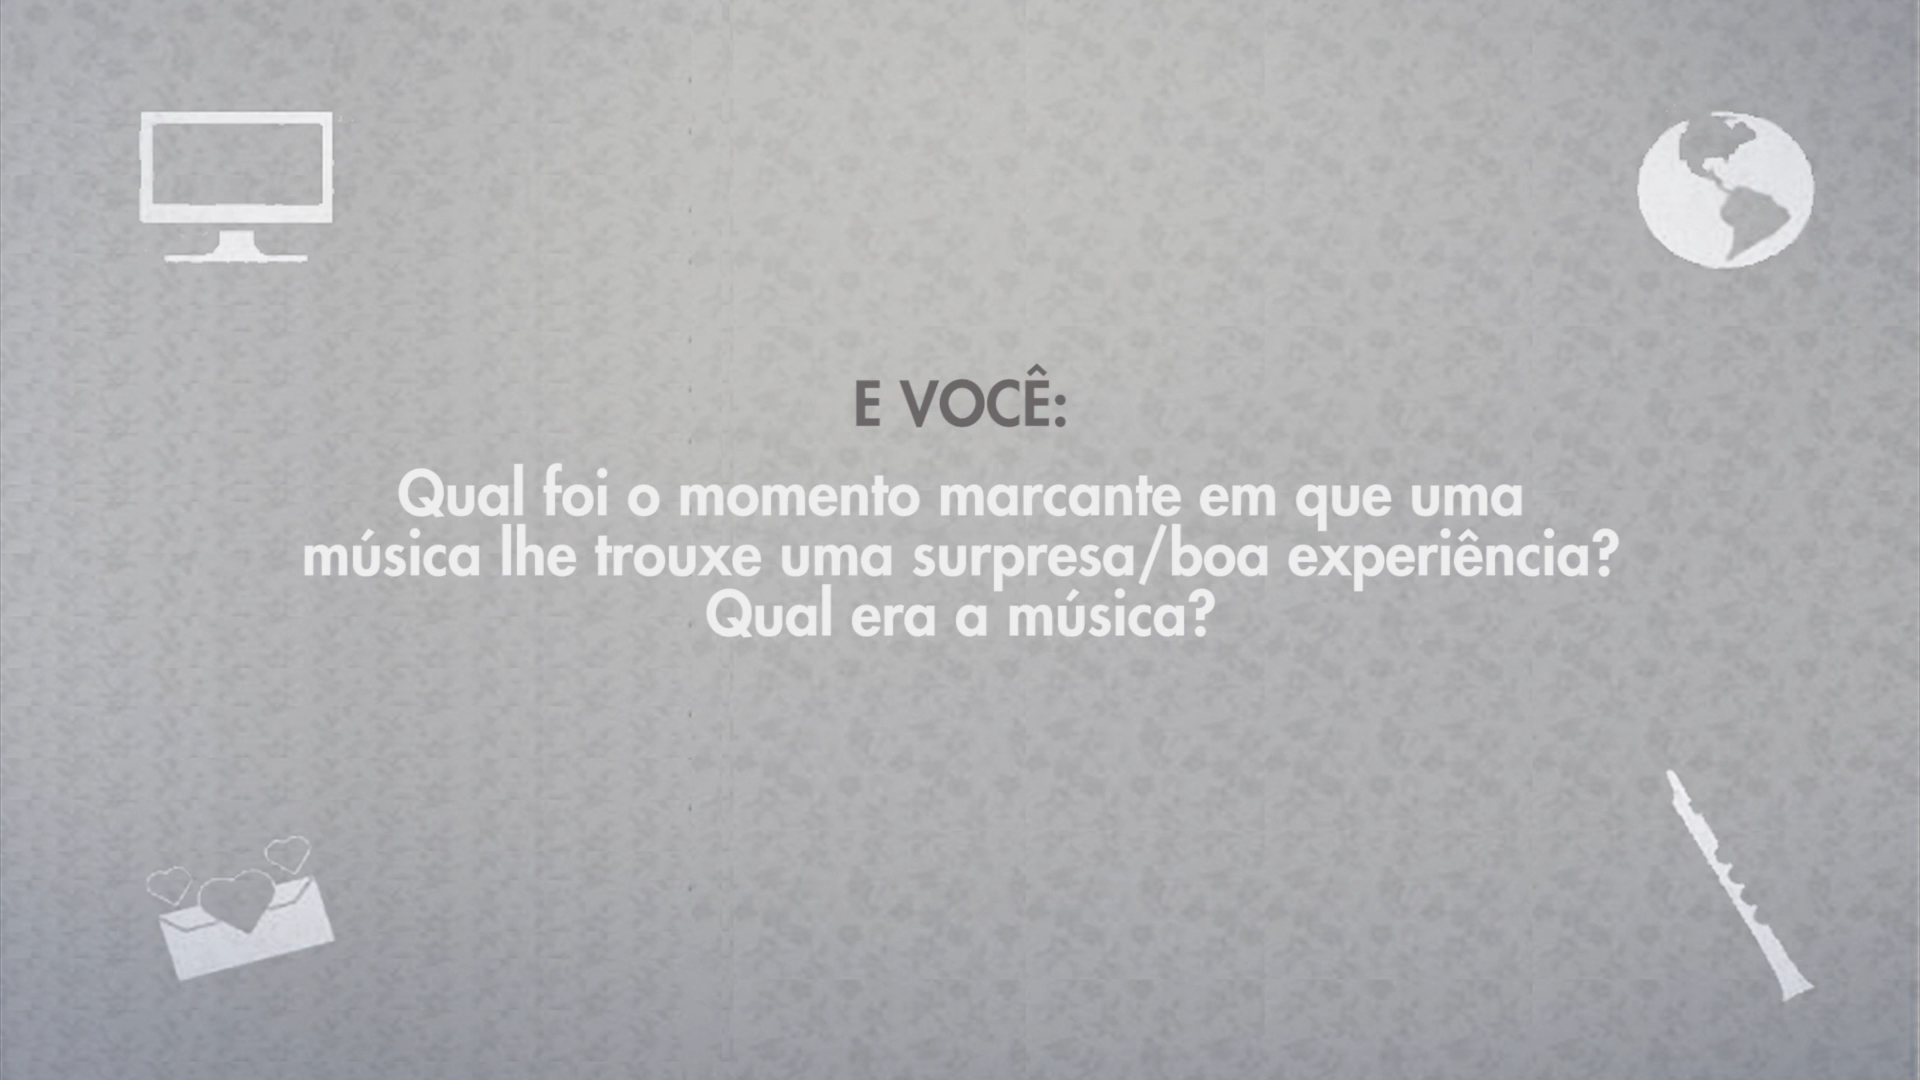 E VOCÊ:
Qual foi o momento marcante em que uma
música lhe trouxe uma surpresa/boa experiência?
Qual era a música?